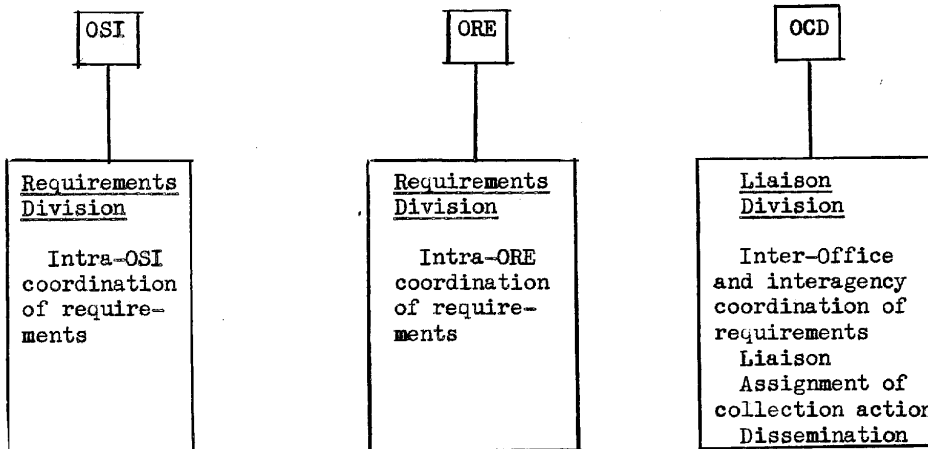 OSI
ORE
OCD
Requirements
Division
Intra-OSI
coordination
of require-
ments
Requirements
Division
Intra-ORE
coordination
of require-
ments
Liaison
Division
Inter-Office
and interagency
coordination of
requirements
Liaison
Assignment of
collection action
Dissemination